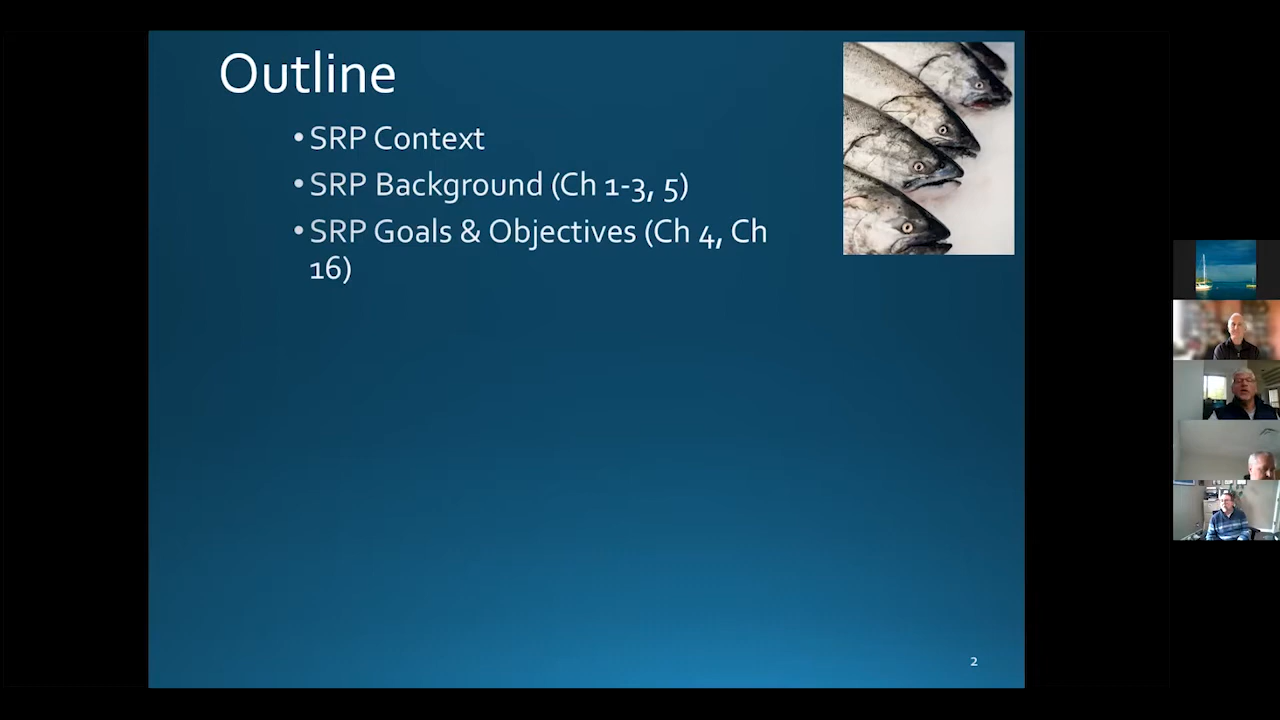 Outline
• SRP Context
• SRP Background (Ch 1-3, 5)
• SRP Goals & Objectives (Ch 4, Ch
16)
2